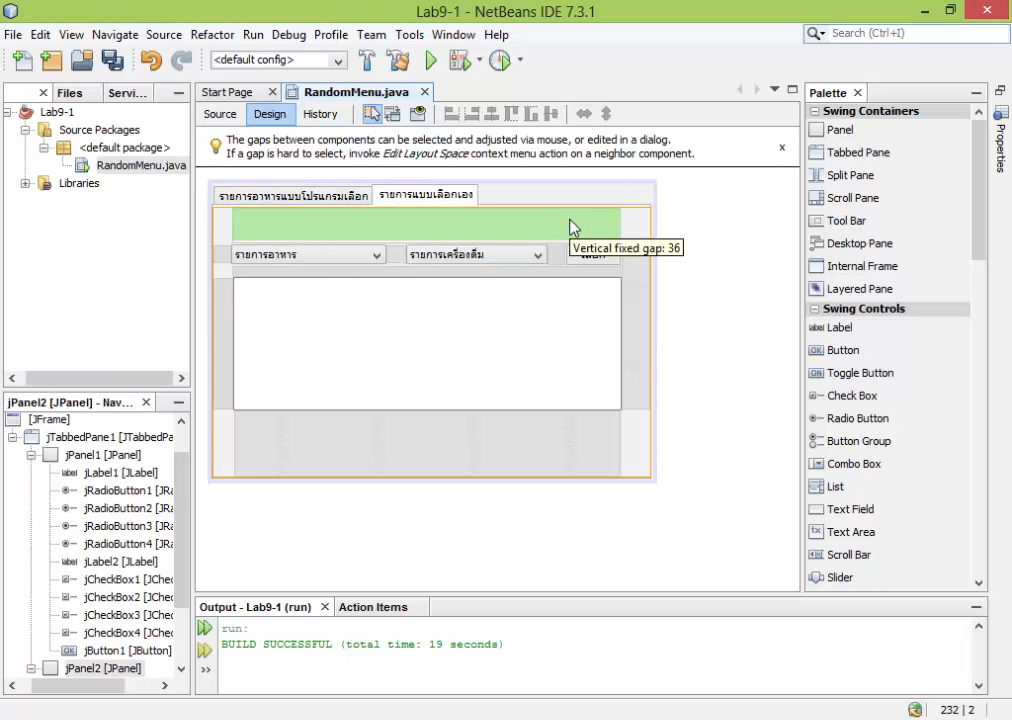 Lab9-1 - NetBeans IDE 7.3.1
File Edit View Navigate Source Refactor Run Debug Profile Team Tools Window Help
Search (Ctrl+I)
<default config>
Files Servi...
Start Page RandomMenu.java
Palette
Lab9-1
Source Packages
<default package>
RandomMenu.java
Libraries
Source Design History
The gaps between components can be selected and adjusted via mouse, or edited in a dialog.
If a gap is hard to select, invoke Edit Layout Space context menu action on a neighbor component.
x
รายการอาหารแบบโปรแกรมเลือก รายการแบบเลือกเอง
Vertical fixed gap: 36
รายการอาหาร รายการเครื่องดื่ม
Swing Containers
Panel
Tabbed Pane
Split Pane
Scroll Pane
Tool Bar
Desktop Pane
Internal Frame
Layered Pane
Swing Controls
label Label
OK Button
ON Toggle Button
Check Box
Radio Button
Button Group
Combo Box
List
Text Field
Text Area
Scroll Bar
Slider
Properties
jPanel2 [JPanel] - Nav...
[JFrame]
jTabbedPane1 [JTabbedPa
jPanel1 [JPanel]
label jLabel1 [JLabel]
jRadioButton1 [JRa
jRadioButton2 [JRa
jRadioButton3 [JRa
jRadioButton4 [JRa
label jLabel2 [JLabel]
jCheckBox1 [JChec
jCheckBox2 [JChec
jCheckBox3 [JChec
jCheckBox4 [JChec
OK jButton1 [JButton]
jPanel2 [JPanel]
Output - Lab9-1 (run) Action Items
run:
BUILD SUCCESSFUL (total time: 19 seconds)
232 | 2